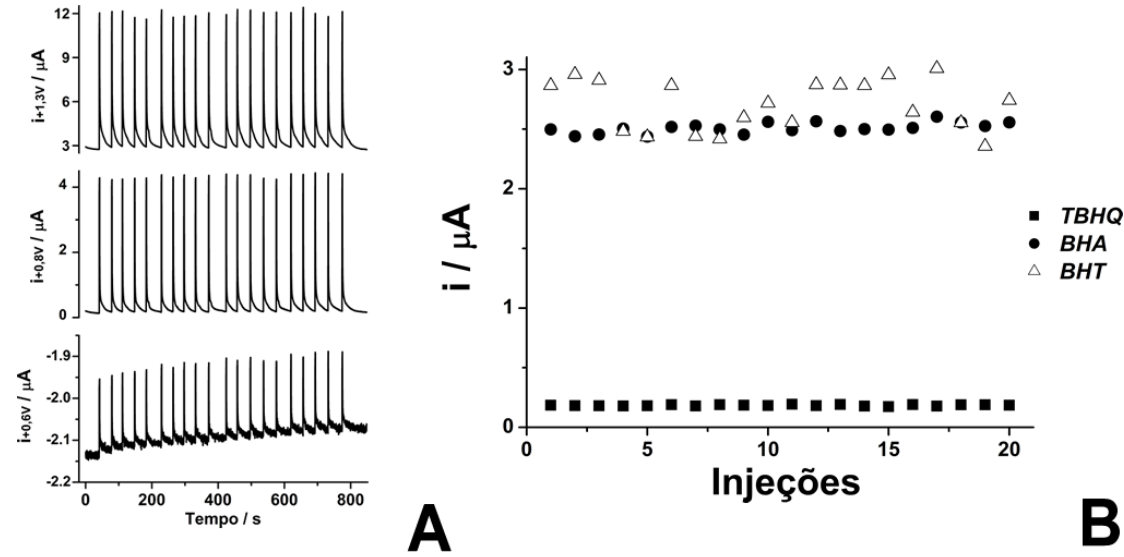 i+1,3V / μA
12
9
6
3
i+0,8V / μA
4
2
0
i+0,6V / μA
-1.9
-2.0
-2.1
-2.2
0 200 400 600 800
Tempo / s
A
i / μA
3
2
1
0
0 5 10 15 20
Injeções
TBHQ
BHA
BHT
B